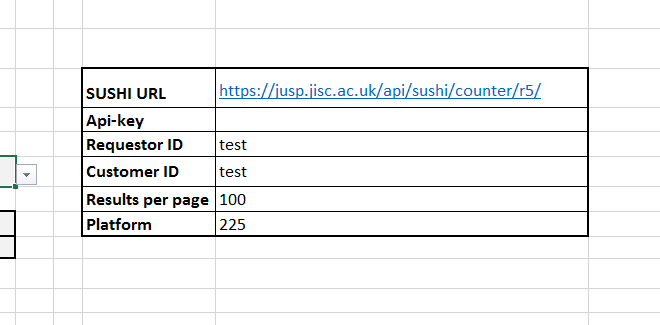 SUSHI URL https://jusp.jisc.ac.uk/api/sushi/counter/r5/
Api-key
Requestor ID test
Customer ID test
Results per page 100
Platform 225